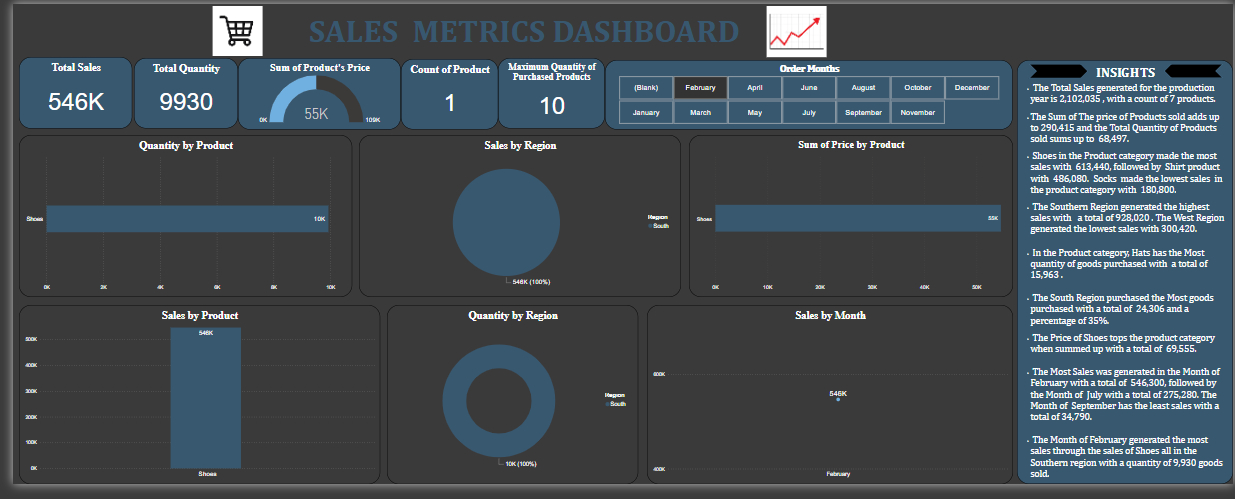 SALES METRICS DASHBOARD
Total Sales
546K
Total Quantity
9930
Sum of Product's Price
0K
55K
109K
Count of Product
1
Maximum Quantity of
Purchased Products
10
Order Months
(Blank)
February
April
June
August
October
December
January
March
May
July
September
November
Quantity by Product
Shoes
10K
0K
2K
4K
6K
8K
10K
Sales by Region
546K (100%)
Region
South
Sum of Price by Product
Shoes
55K
0K
10K
20K
30K
40K
50K
Sales by Product
546K
500K
400K
300K
200K
100K
0K
Shoes
Quantity by Region
10K (100%)
Region
South
Sales by Month
600K
546K
400K
February
INSIGHTS
· The Total Sales generated for the production
year is 2,102,035 , with a count of 7 products.
· The Sum of The price of Products sold adds up
to 290,415 and the Total Quantity of Products
sold sums up to 68,497.
· Shoes in the Product category made the most
sales with 613,440, followed by Shirt product
with 486,080. Socks made the lowest sales in
the product category with 180,800.
· The Southern Region generated the highest
sales with a total of 928,020 . The West Region
generated the lowest sales with 300,420.
· In the Product category, Hats has the Most
quantity of goods purchased with a total of
15,963 .
· The South Region purchased the Most goods
purchased with a total of 24,306 and a
percentage of 35%.
· The Price of Shoes tops the product category
when summed up with a total of 69,555.
· The Most Sales was generated in the Month of
February with a total of 546,300, followed by
the Month of July with a total of 275,280. The
Month of September has the least sales with a
total of 34,790.
· The Month of February generated the most
sales through the sales of Shoes all in the
Southern region with a quantity of 9,930 goods
sold.